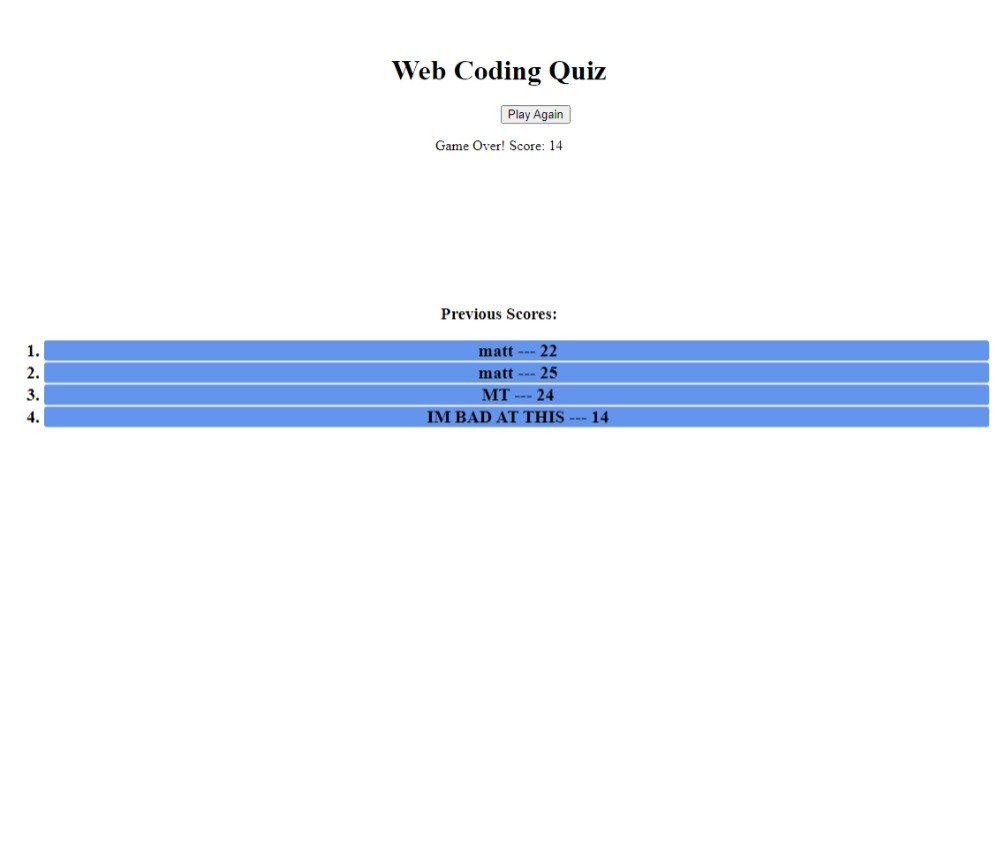 Web Coding Quiz
Play Again
Game Over! Score: 14
Previous Scores:
1. matt --- 22
2. matt --- 25
3. MT --- 24
4. IM BAD AT THIS --- 14